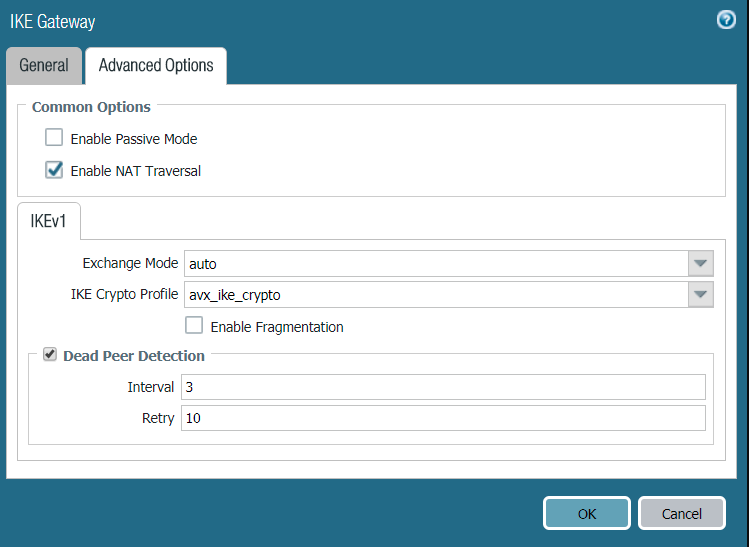 IKE Gateway
General
Advanced Options
Common Options
Enable Passive Mode
Enable NAT Traversal
IKEv1
Exchange Mode auto
IKE Crypto Profile avx_ike_crypto
Enable Fragmentation
Dead Peer Detection
Interval 3
Retry 10
OK
Cancel